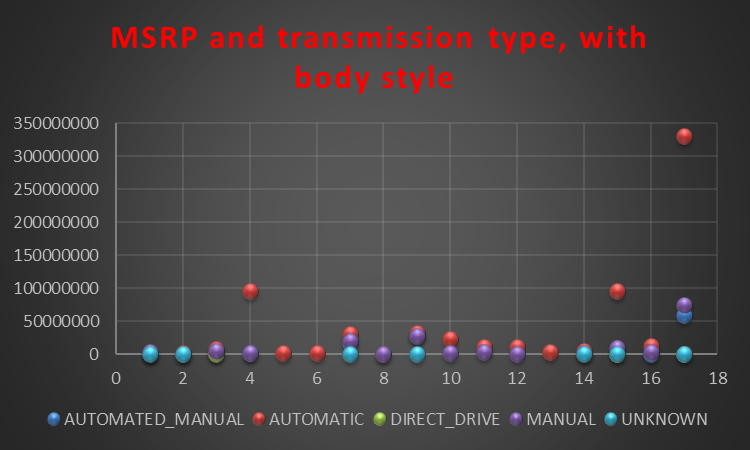 MSRP and transmission type, with
body style
350000000
300000000
250000000
200000000
150000000
100000000
50000000
0
0 2 4 6 8 10 12 14 16 18
AUTOMATED_MANUAL AUTOMATIC DIRECT_DRIVE MANUAL UNKNOWN